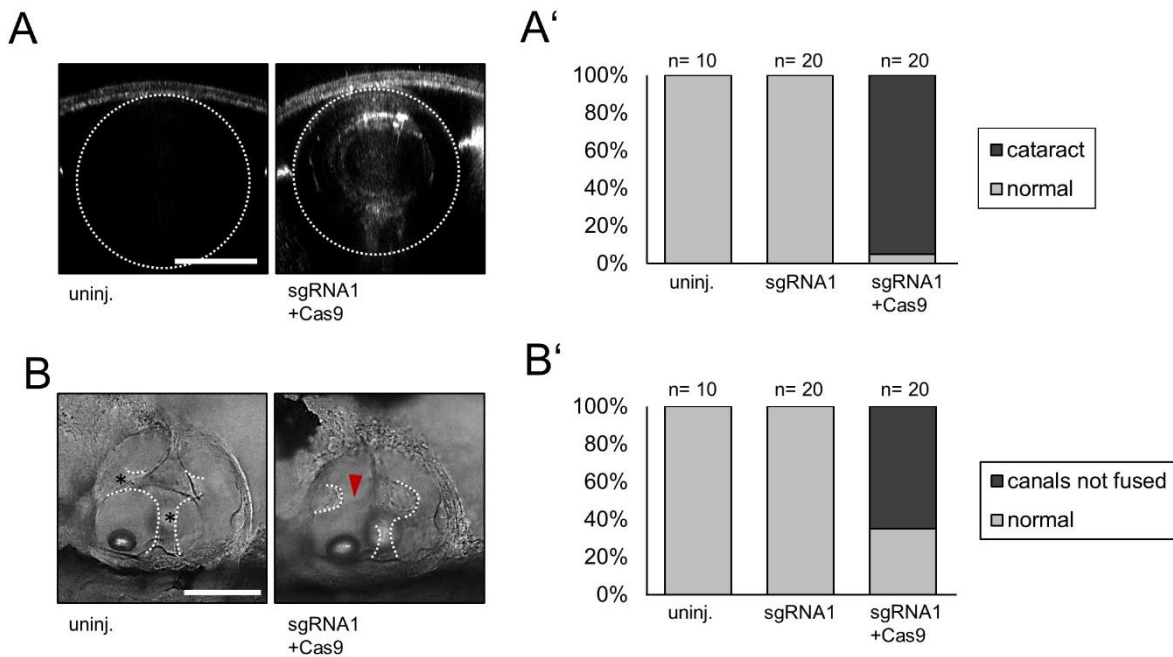 A
uninj.
sgRNA1
+Cas9
A‘
n= 10
n= 20
n= 20
100%
80%
60%
40%
20%
0%
uninj.
sgRNA1
sgRNA1
+Cas9
cataract
normal
B
*
*
uninj.
sgRNA1
+Cas9
B‘
n= 10
n= 20
n= 20
100%
80%
60%
40%
20%
0%
uninj.
sgRNA1
sgRNA1
+Cas9
canals not fused
normal